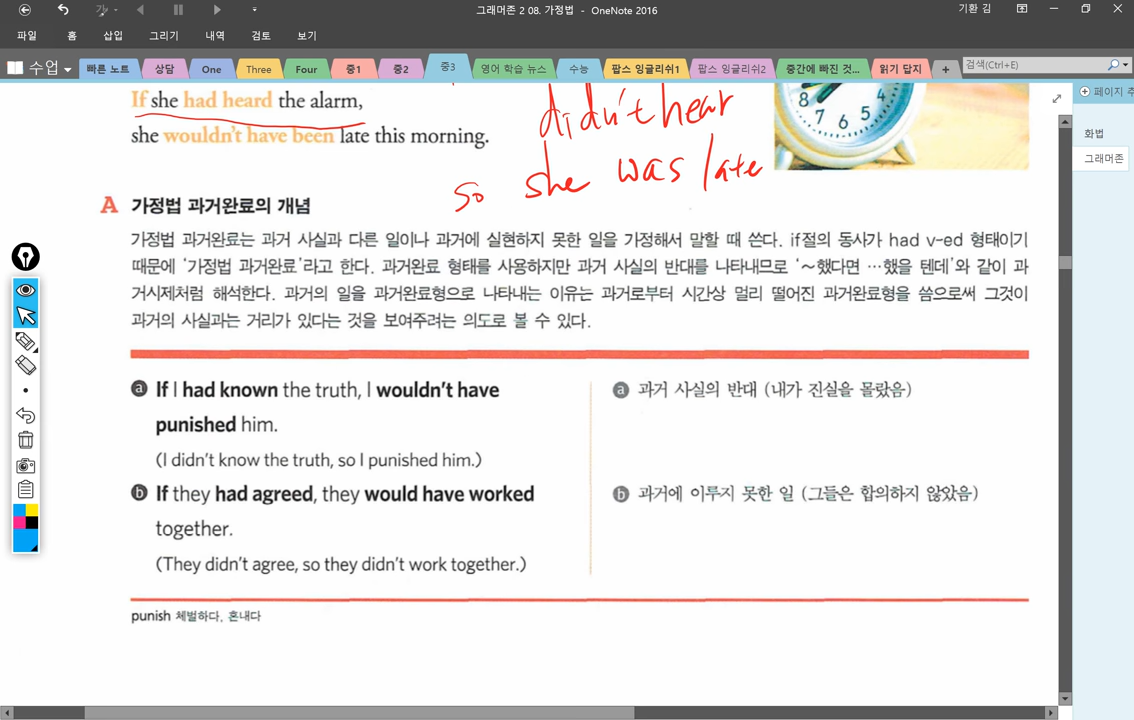 그래머존 2 08. 가정법 - OneNote 2016
기환 김
파일 홈 삽입 그리기 내역 검토 보기
수업 빠른 노트 상담 One Three Four 중1 중2 중3 영어 학습 뉴스 수능 팝스 잉글리쉬1 팝스 잉글리쉬2 중간에 빠진 것... 읽기 답지 + 검색(Ctrl+E)
페이지 추
화법
그래머존
If she had heard the alarm,
she wouldn't have been late this morning.
didn't hear
so she was late
8 7 6 5 4
A 가정법 과거완료의 개념
가정법 과거완료는 과거 사실과 다른 일이나 과거에 실현하지 못한 일을 가정해서 말할 때 쓴다. if절의 동사가 had v-ed 형태이기
때문에 '가정법 과거완료'라고 한다. 과거완료 형태를 사용하지만 과거 사실의 반대를 나타내므로 '~했다면 …했을 텐데'와 같이 과
거시제처럼 해석한다. 과거의 일을 과거완료형으로 나타내는 이유는 과거로부터 시간상 멀리 떨어진 과거완료형을 씀으로써 그것이
과거의 사실과는 거리가 있다는 것을 보여주려는 의도로 볼 수 있다.
ⓐ If I had known the truth, I wouldn't have
punished him.
(I didn't know the truth, so I punished him.)
ⓑ If they had agreed, they would have worked
together.
(They didn't agree, so they didn't work together.)
ⓐ 과거 사실의 반대 (내가 진실을 몰랐음)
ⓑ 과거에 이루지 못한 일 (그들은 합의하지 않았음)
punish 체벌하다, 혼내다